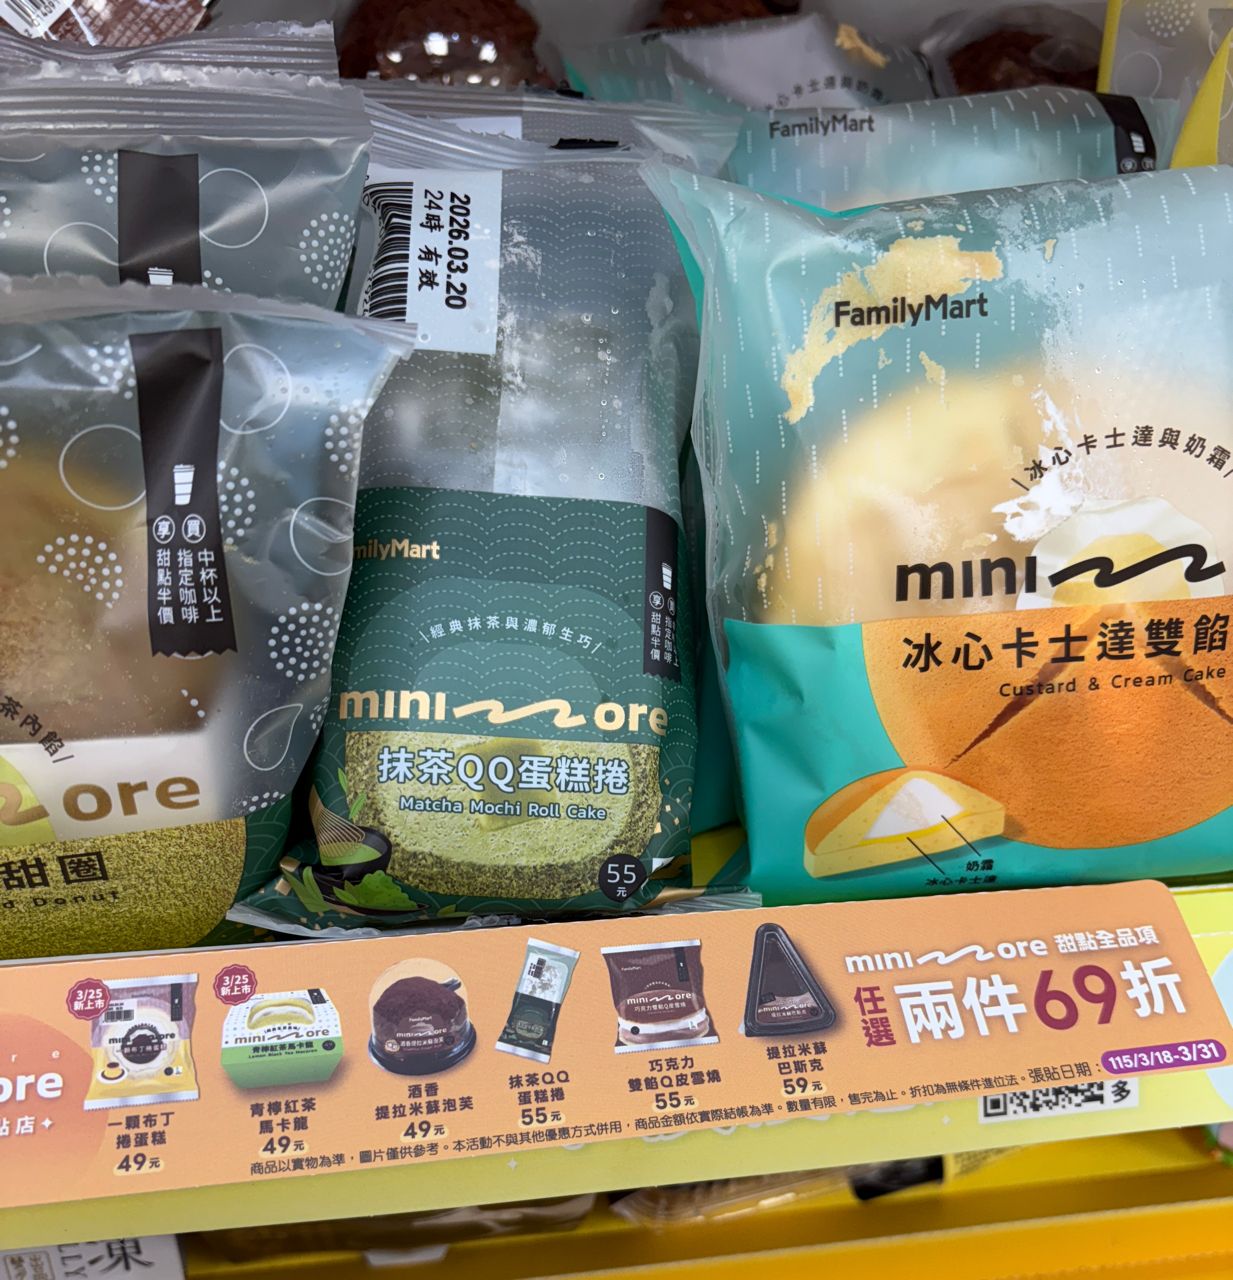 FamilyMart
2026.03.20
24時 有效
FamilyMart
冰心卡士達與奶霜
mini
冰心卡士達雙餡
Custard & Cream Cake
奶霜
冰心卡士達
買 中杯以上
指定咖啡
享 甜點半價
milyMart
經典抹茶與濃郁生巧
mini more
抹茶QQ蛋糕捲
Matcha Mochi Roll Cake
55
元
茶內餡
ore
甜圈
d Donut
mini more 甜點全品項
任選 兩件69折
115/3/18-3/31
張貼日期：
3/25
新上市
一顆布丁
捲蛋糕
49元
3/25
新上市
青檸紅茶
馬卡龍
49元
酒香
提拉米蘇泡芙
49元
抹茶QQ
蛋糕捲
55元
巧克力
雙餡Q皮雪燒
55元
提拉米蘇
巴斯克
59元
商品以實物為準，圖片僅供參考。本活動不與其他優惠方式併用，商品金額依實際結帳為準。數量有限，售完為止。折扣為無條件進位法。
ore
點店
多
凍